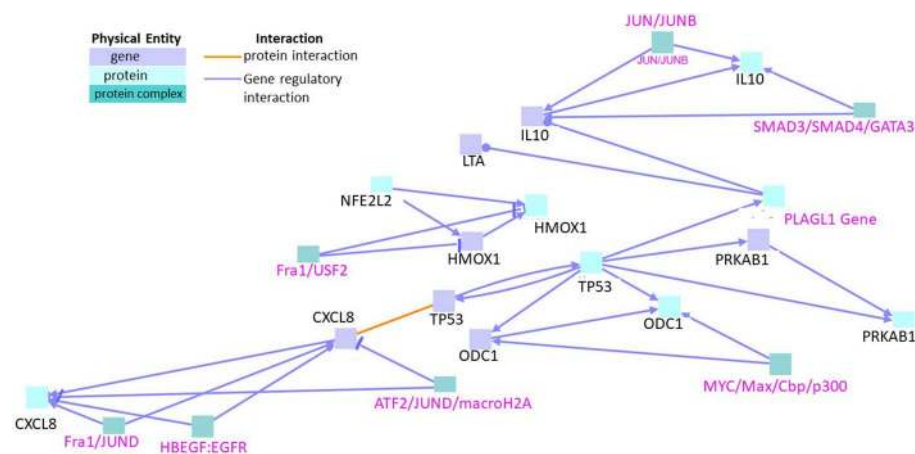 JUN/JUNB
Physical Entity
Interaction
gene
protein interaction
protein
Gene regulatory
interaction
protein complex
JUN/JUNB
IL10
IL10
SMAD3/SMAD4/GATA3
LTA
NFE2L2
HMOX1
PLAGL1 Gene
HMOX1
Fra1/USF2
PRKAB1
TP53
CXCL8
TP53
ODC1
PRKAB1
ODC1
MYC/Max/Cbp/p300
ATF2/JUND/macroH2A
CXCL8
Fra1/JUND
HBEGF:EGFR